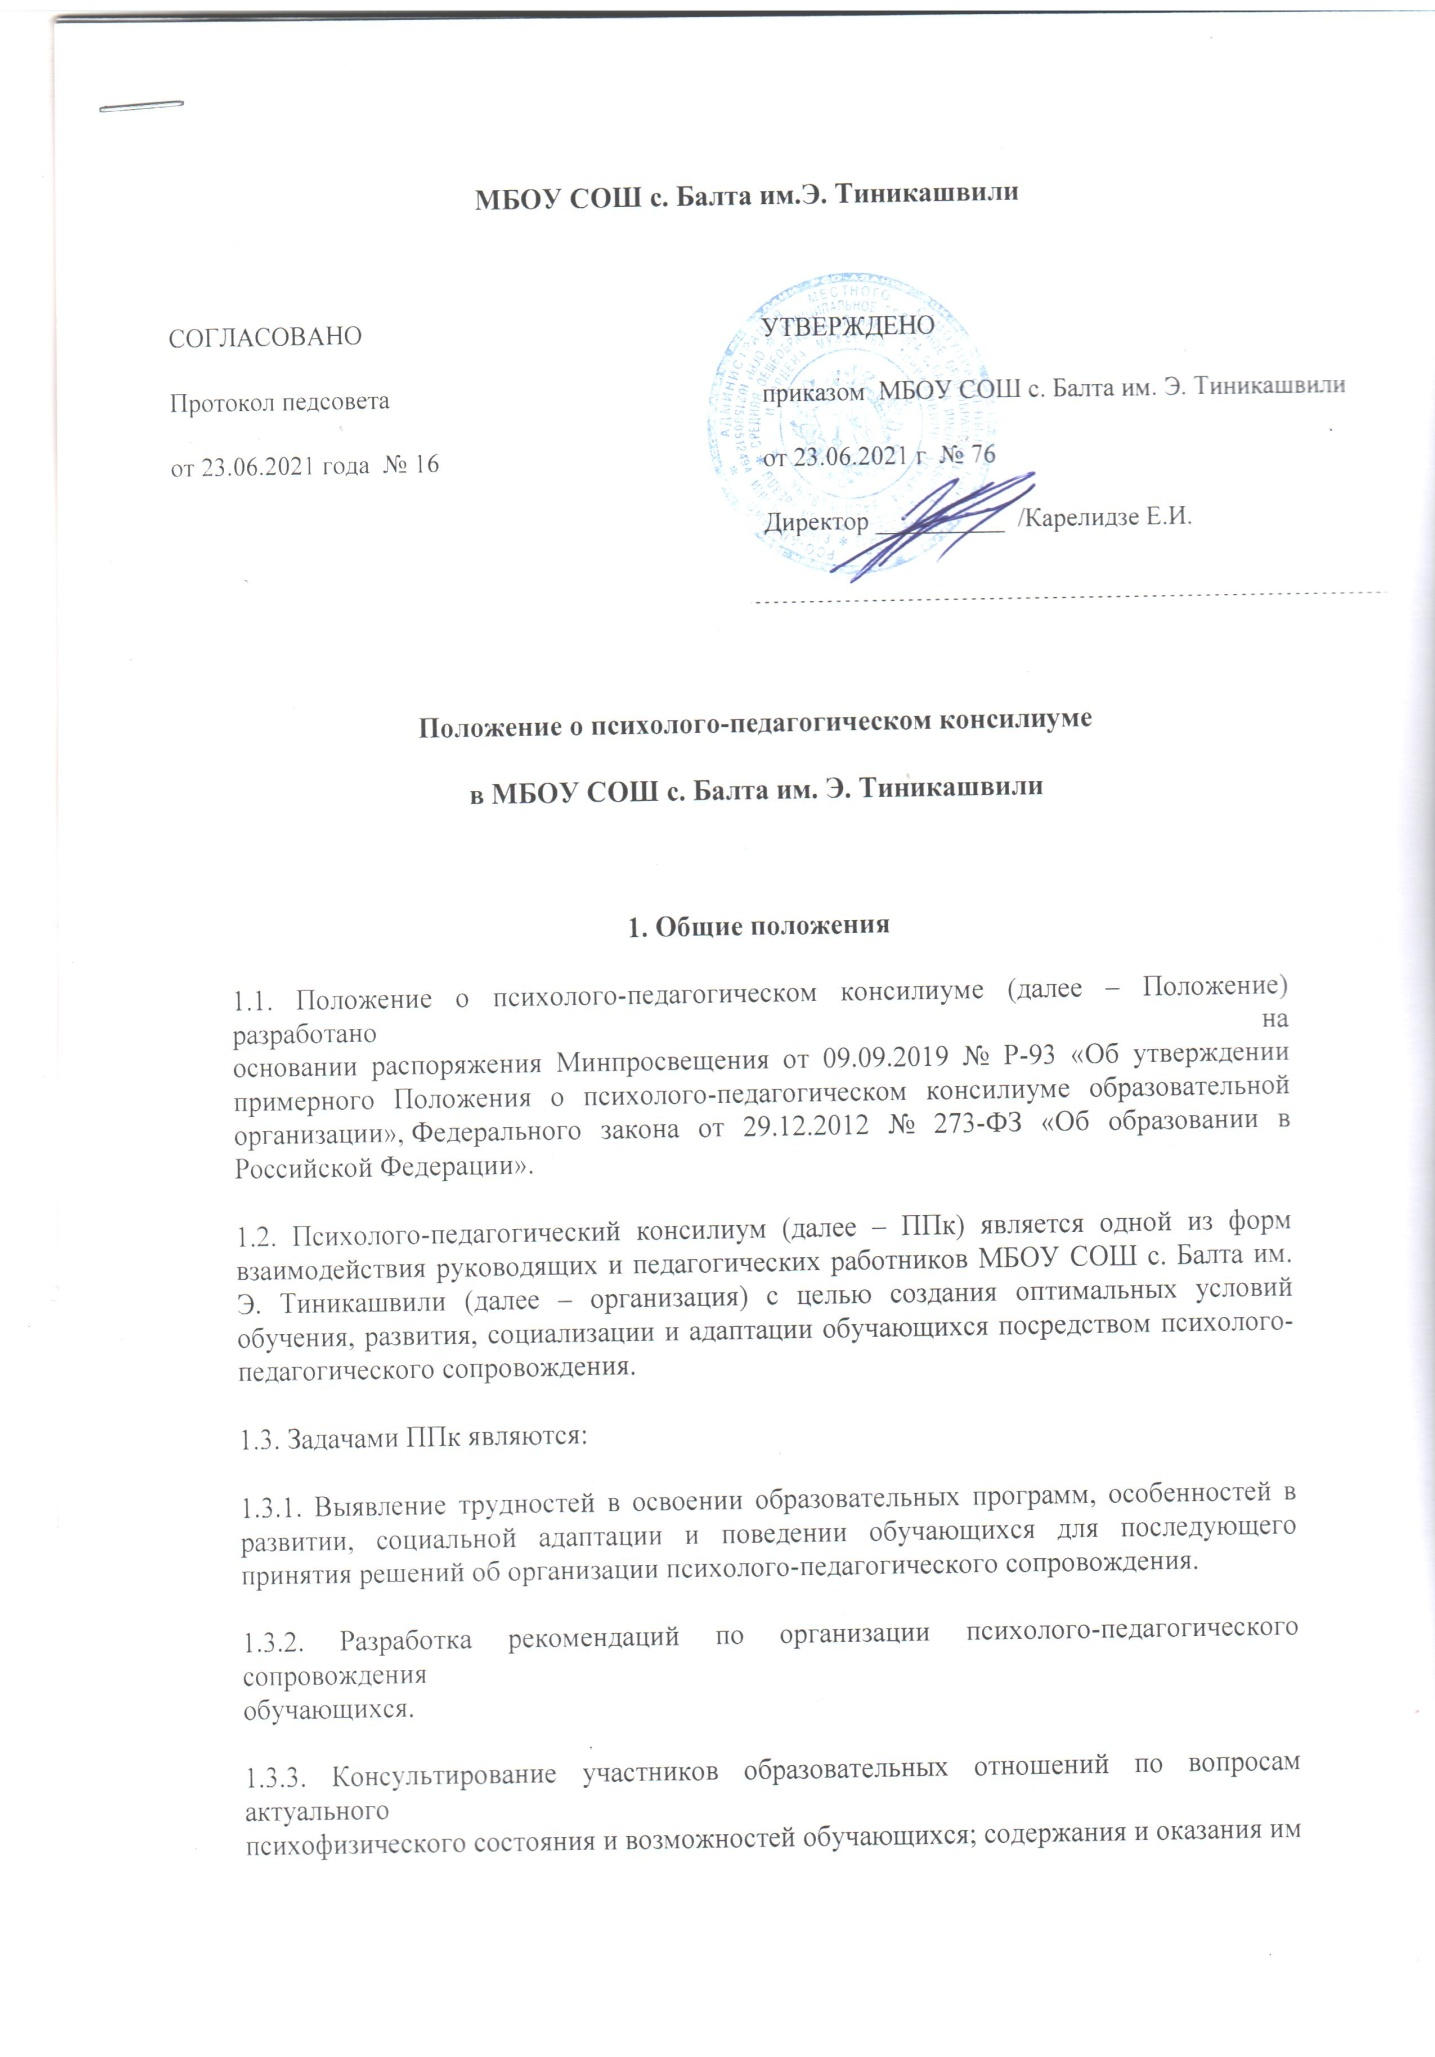 МБОУ СОШ с. Балта им.Э. Тиникашвили
СОГЛАСОВАНО
Протокол педсовета
от 23.06.2021 года № 16
УТВЕРЖДЕНО
приказом МБОУ СОШ с. Балта им. Э. Тиникашвили
от 23.06.2021 г № 76
Директор __________ /Карелидзе Е.И.
МЕСТНОГО
Положение о психолого-педагогическом консилиуме
в МБОУ СОШ с. Балта им. Э. Тиникашвили
1. Общие положения
1.1. Положение о психолого-педагогическом консилиуме (далее – Положение)
разработано на
основании распоряжения Минпросвещения от 09.09.2019 № Р-93 «Об утверждении
примерного Положения о психолого-педагогическом консилиуме образовательной
организации», Федерального закона от 29.12.2012 № 273-ФЗ «Об образовании в
Российской Федерации».
1.2. Психолого-педагогический консилиум (далее – ППк) является одной из форм
взаимодействия руководящих и педагогических работников МБОУ СОШ с. Балта им.
Э. Тиникашвили (далее – организация) с целью создания оптимальных условий
обучения, развития, социализации и адаптации обучающихся посредством психолого-
педагогического сопровождения.
1.3. Задачами ППк являются:
1.3.1. Выявление трудностей в освоении образовательных программ, особенностей в
развитии, социальной адаптации и поведении обучающихся для последующего
принятия решений об организации психолого-педагогического сопровождения.
1.3.2. Разработка рекомендаций по организации психолого-педагогического
сопровождения
обучающихся.
1.3.3. Консультирование участников образовательных отношений по вопросам
актуального
психофизического состояния и возможностей обучающихся; содержания и оказания им